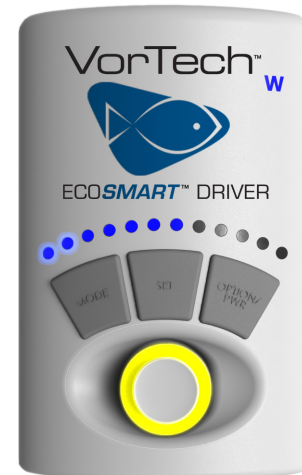 VorTech™
W
ECOSMART™ DRIVER
MODE
SET
OPTION/
PWR